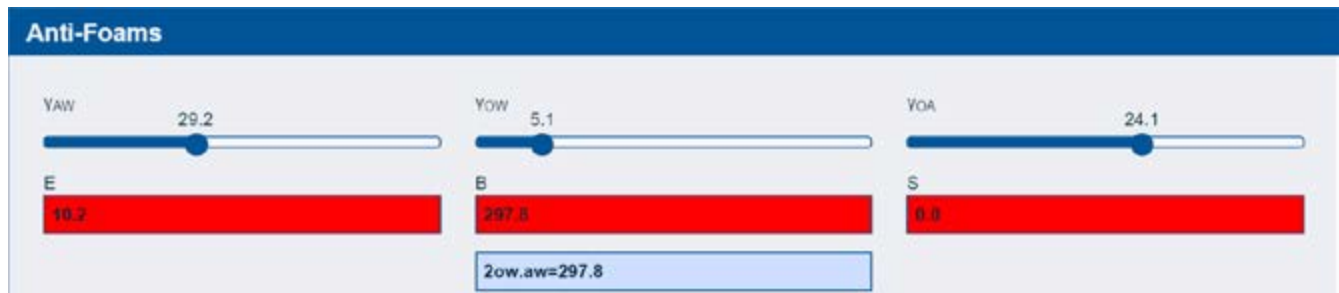 Anti-Foams
γAW
γOW
γOA
29.2
5.1
24.1
E
B
S
10.2
297.8
0.0
2ow.aw=297.8